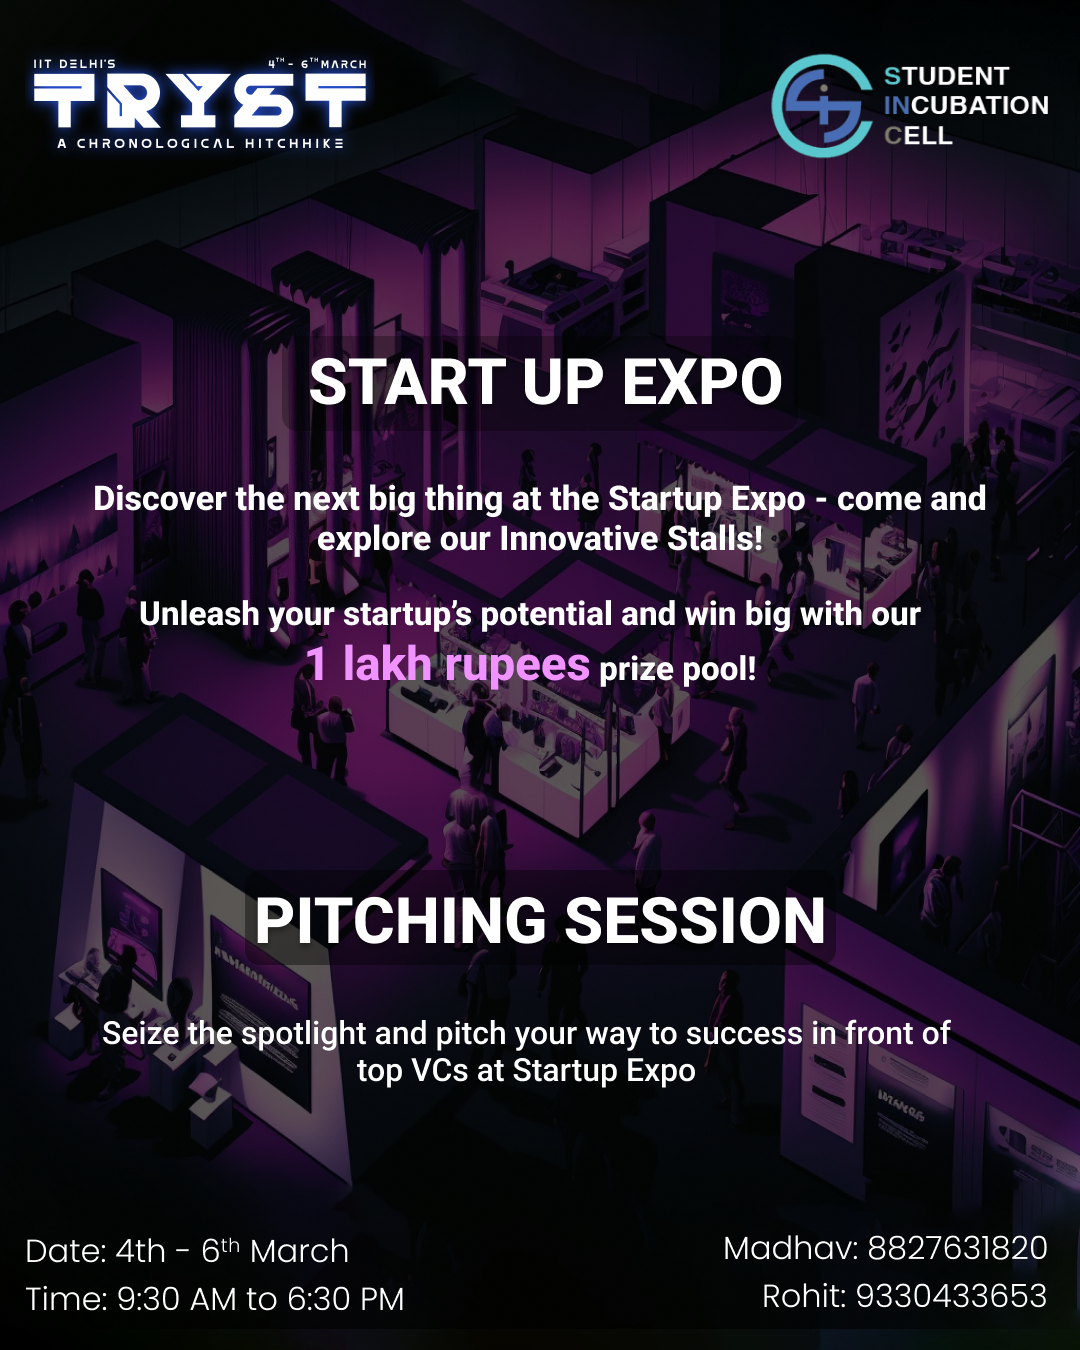 IIT DELHI'S
4TH - 6TH MARCH
TRYST
A CHRONOLOGICAL HITCHHIKE
STUDENT
INCUBATION
CELL
START UP EXPO
Discover the next big thing at the Startup Expo - come and
explore our Innovative Stalls!
Unleash your startup's potential and win big with our
1 lakh rupees prize pool!
PITCHING SESSION
Seize the spotlight and pitch your way to success in front of
top VCs at Startup Expo
Date: 4th - 6th March
Time: 9:30 AM to 6:30 PM
Madhav: 8827631820
Rohit: 9330433653